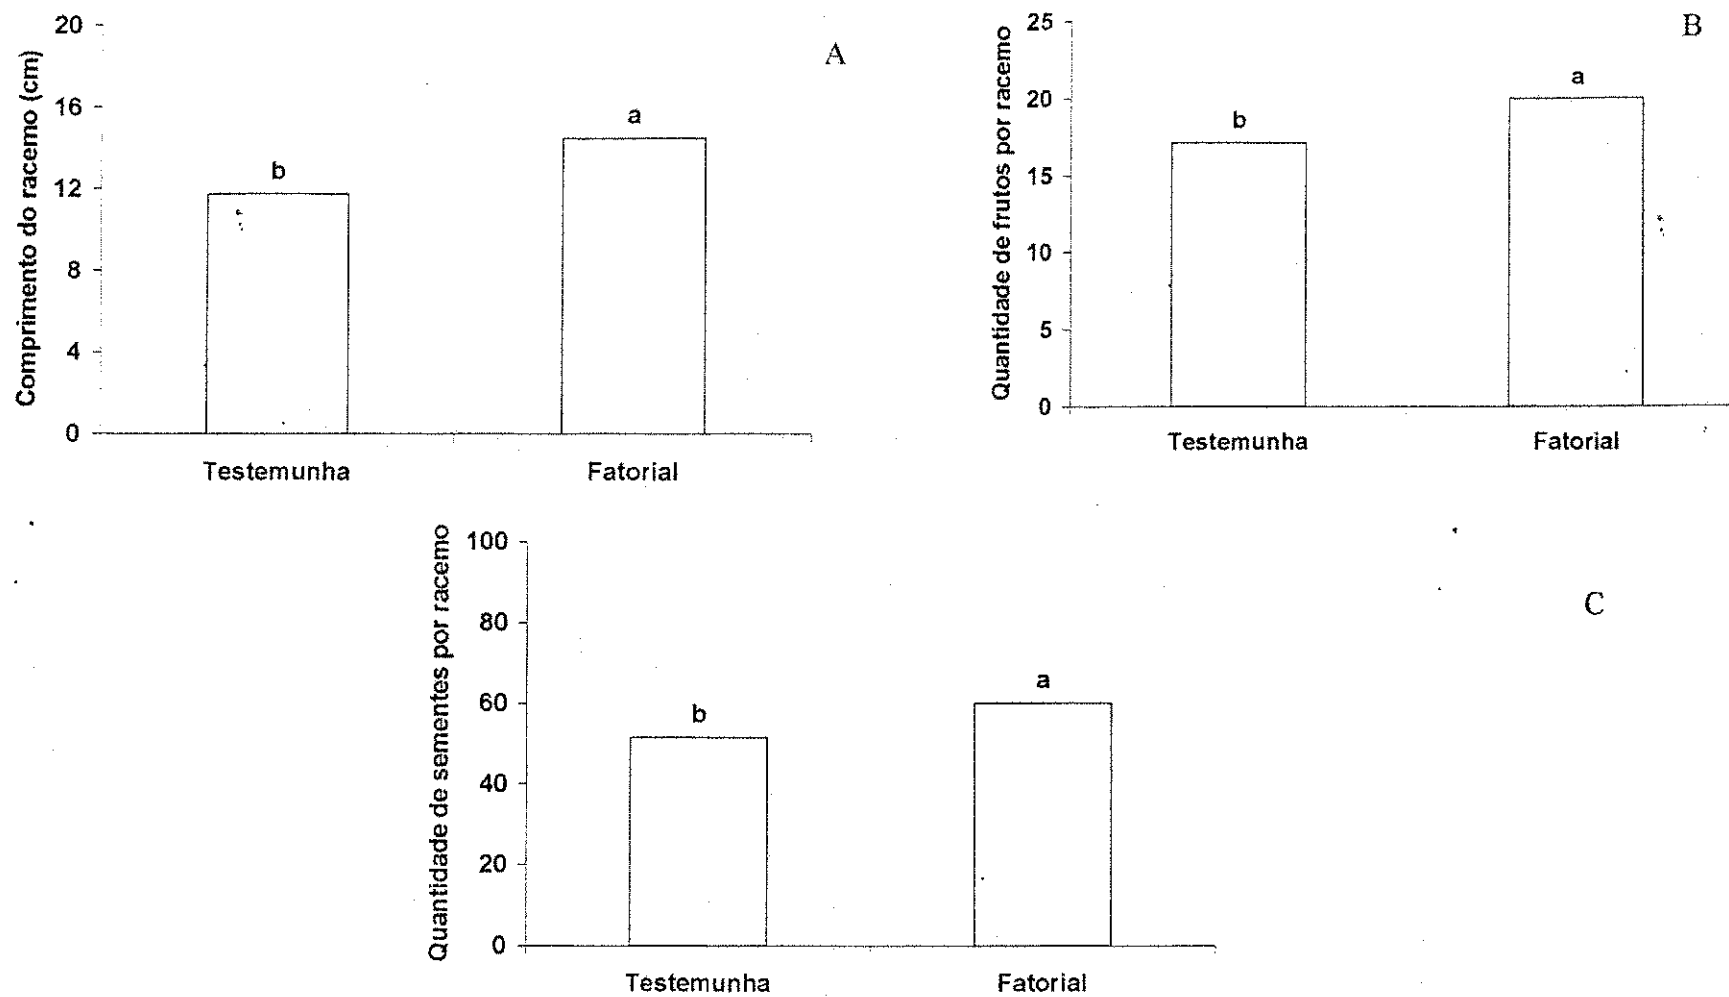 A
Comprimento do racemo (cm)
20
16
12
8
4
0
b
a
Testemunha
Fatorial
B
Quantidade de frutos por racemo
25
20
15
10
5
0
b
a
Testemunha
Fatorial
C
Quantidade de sementes por racemo
100
80
60
40
20
0
b
a
Testemunha
Fatorial